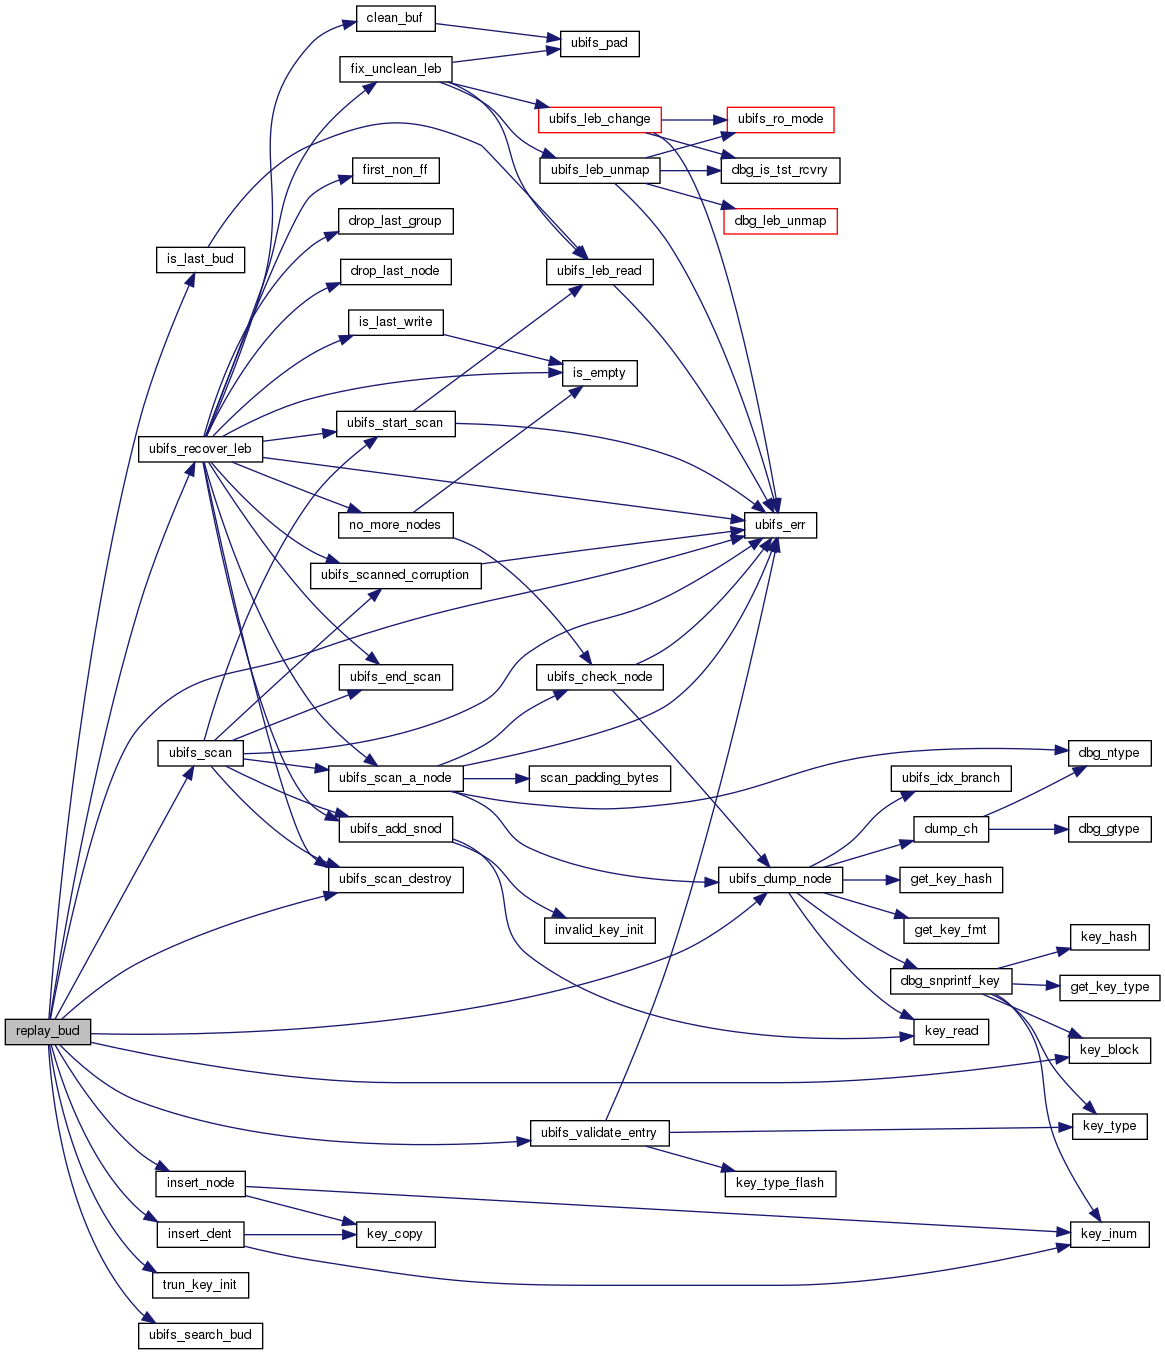 clean_buf
ubifs_pad
fix_unclean_leb
ubifs_leb_change
ubifs_ro_mode
first_non_ff
ubifs_leb_unmap
dbg_is_tst_rcvry
drop_last_group
dbg_leb_unmap
is_last_bud
drop_last_node
ubifs_leb_read
is_last_write
is_empty
ubifs_start_scan
ubifs_recover_leb
no_more_nodes
ubifs_err
ubifs_scanned_corruption
ubifs_end_scan
ubifs_check_node
ubifs_scan
dbg_ntype
ubifs_scan_a_node
scan_padding_bytes
ubifs_idx_branch
ubifs_add_snod
dump_ch
dbg_gtype
ubifs_scan_destroy
ubifs_dump_node
get_key_hash
invalid_key_init
get_key_fmt
key_hash
dbg_snprintf_key
get_key_type
replay_bud
key_read
key_block
ubifs_validate_entry
key_type
insert_node
key_type_flash
insert_dent
key_copy
key_inum
trun_key_init
ubifs_search_bud